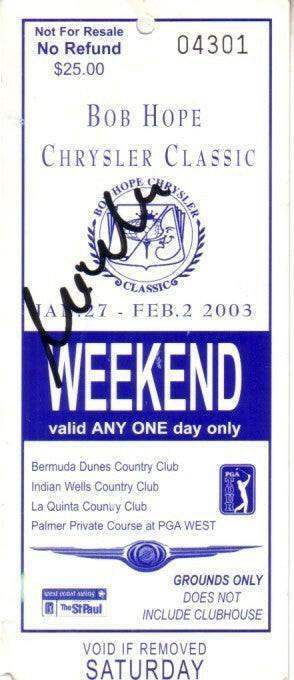 Not For Resale
No Refund
$25.00
04301
BOB HOPE
CHRYSLER CLASSIC
BOB HOPE CHRYSLER
CLASSIC
JAN.27 - FEB.2 2003
WEEKEND
valid ANY ONE day only
Bermuda Dunes Country Club
Indian Wells Country Club
La Quinta Country Club
Palmer Private Course at PGA WEST
PGA
TOUR
west coast swing
The St Paul
GROUNDS ONLY
DOES NOT
INCLUDE CLUBHOUSE
VOID IF REMOVED
SATURDAY